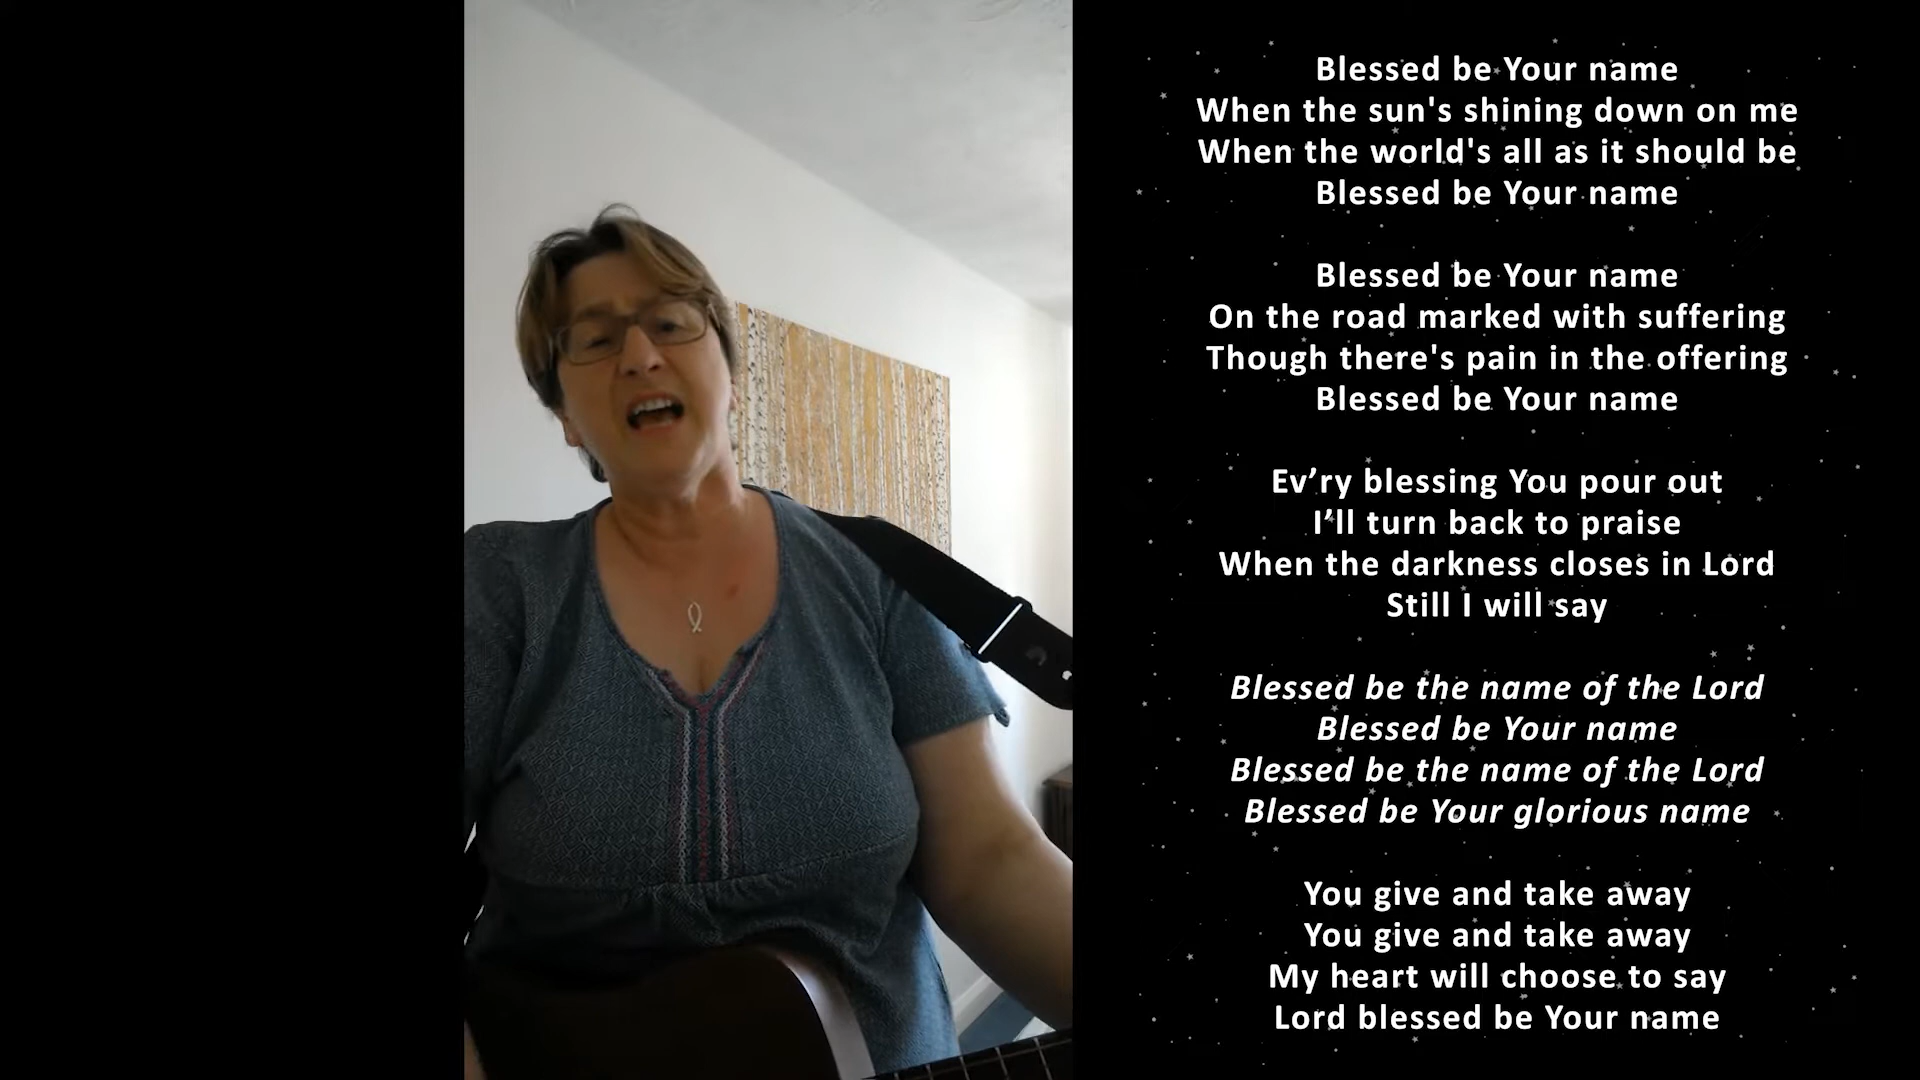 Blessed be Your name
When the sun's shining down on me
When the world's all as it should be
Blessed be Your name
Blessed be Your name
On the road marked with suffering
Though there's pain in the offering
Blessed be Your name
Ev’ry blessing You pour out
I’ll turn back to praise
When the darkness closes in Lord
Still I will say
Blessed be the name of the Lord
Blessed be Your name
Blessed be the name of the Lord
Blessed be Your glorious name
You give and take away
You give and take away
My heart will choose to say
Lord blessed be Your name